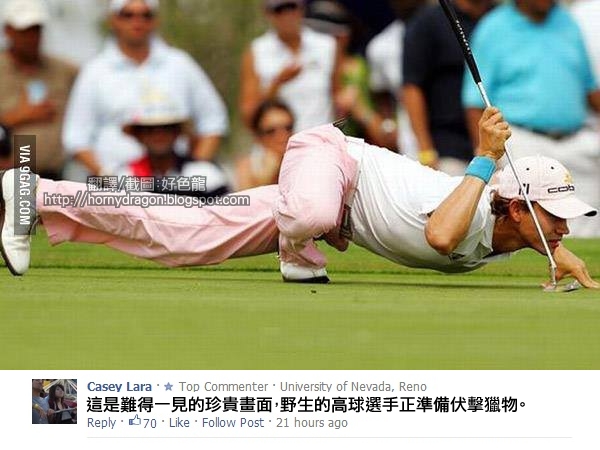 COBRA
VIA 9GAG.COM
翻譯/截圖：好色龍
http://hornydragon.blogspot.com
Casey Lara · ★ Top Commenter · University of Nevada, Reno
這是難得一見的珍貴畫面，野生的高球選手正準備伏擊獵物。
Reply · 70 · Like · Follow Post · 21 hours ago